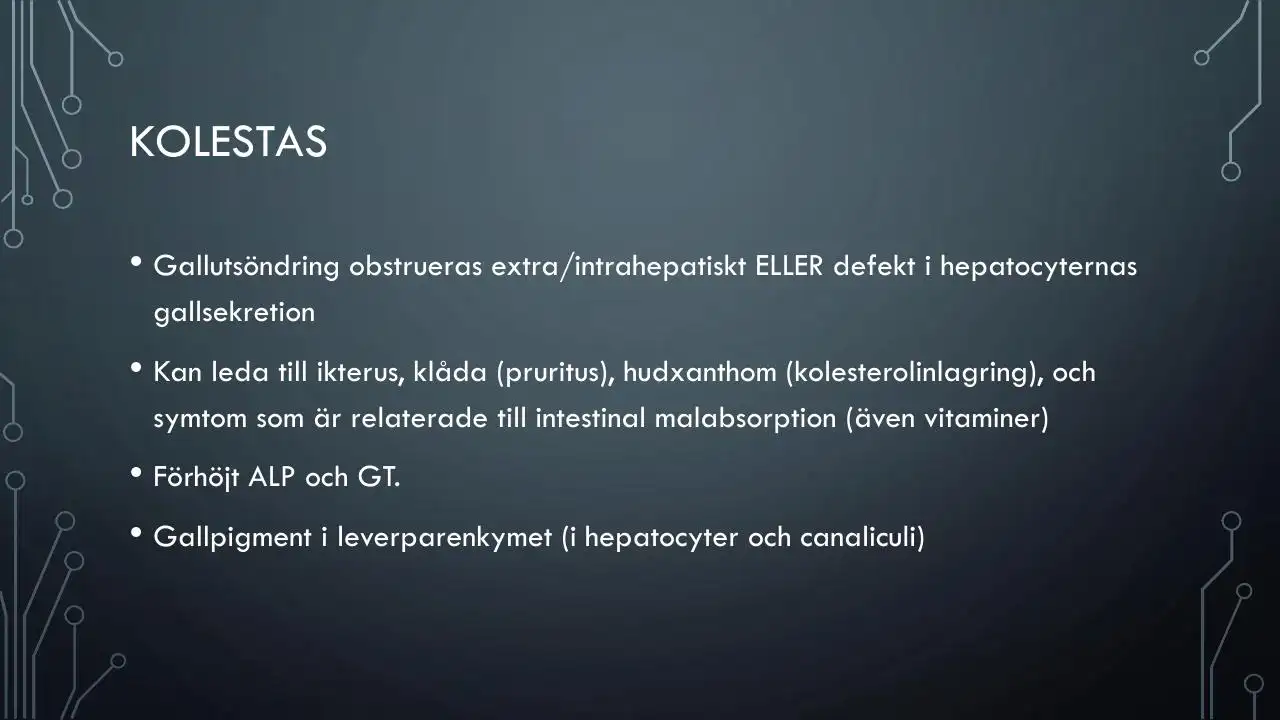 KOLESTAS
• Gallutsöndring obstrueras extra/intrahepatiskt ELLER defekt i hepatocyternas
gallsekretion
• Kan leda till ikterus, klåda (pruritus), hudxanthom (kolesterolinlagring), och
symtom som är relaterade till intestinal malabsorption (även vitaminer)
• Förhöjt ALP och GT.
• Gallpigment i leverparenkymet (i hepatocyter och canaliculi)